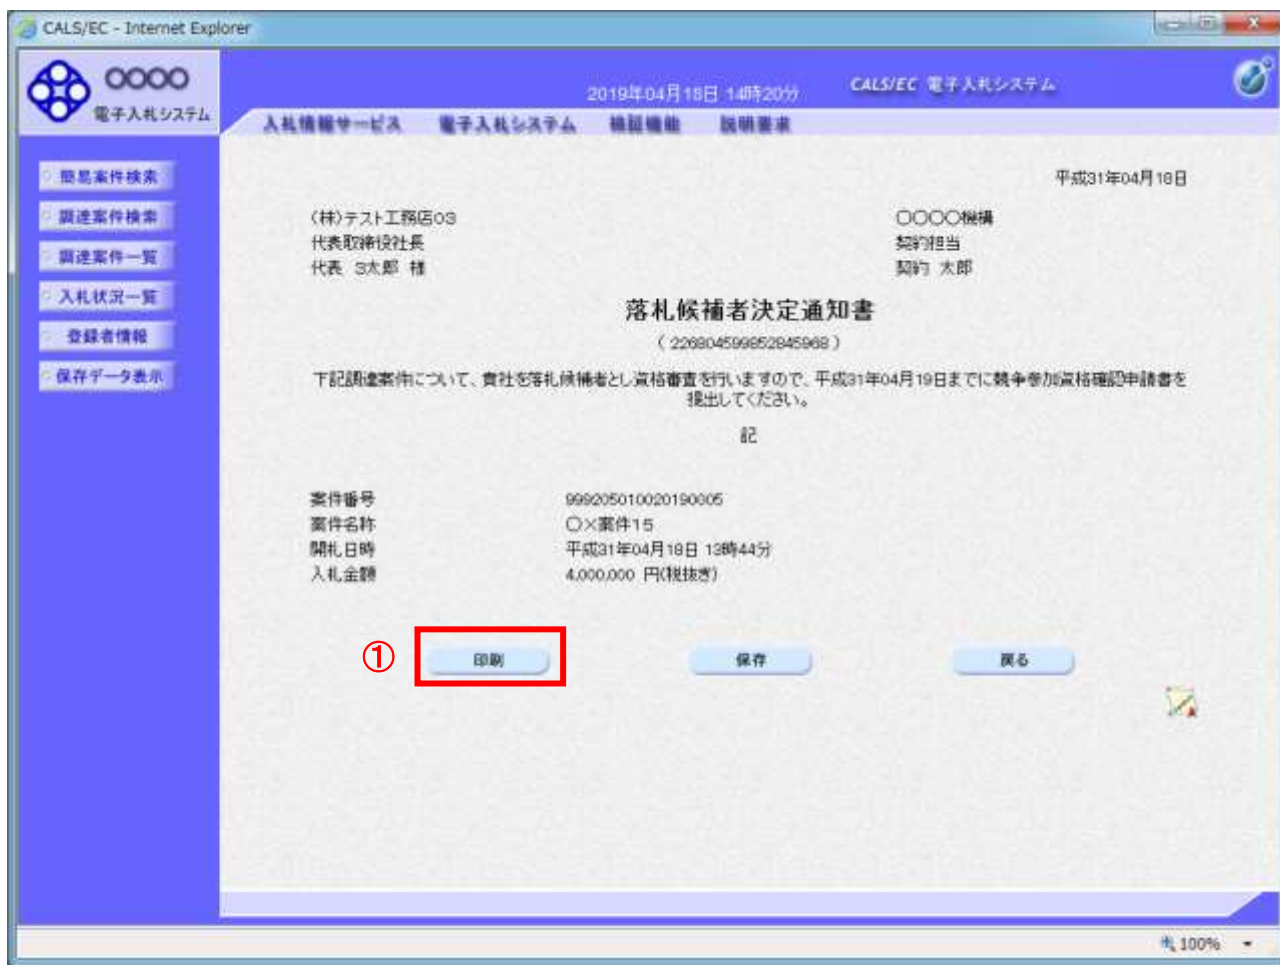 CALS/EC - Internet Explorer
○○○○
電子入札システム
2019年04月18日 14時20分
CALS/EC 電子入札システム
入札情報サービス 電子入札システム 検証機能 説明要求
簡易案件検索
調達案件検索
調達案件一覧
入札状況一覧
登録者情報
保存データ表示
平成31年04月18日
(株)テスト工務店03
代表取締役社長
代表 3太郎 様
〇〇〇〇機構
契約担当
契約 太郎
落札候補者決定通知書
( 226804599852845968 )
下記調達案件について、貴社を落札候補者とし資格審査を行いますので、平成31年04月19日までに競争参加資格確認申請書を
提出してください。
記
案件番号 999205010020190005
案件名称 〇×案件15
開札日時 平成31年04月18日 13時44分
入札金額 4,000,000 円(税抜き)
①
印刷
保存
戻る
100%